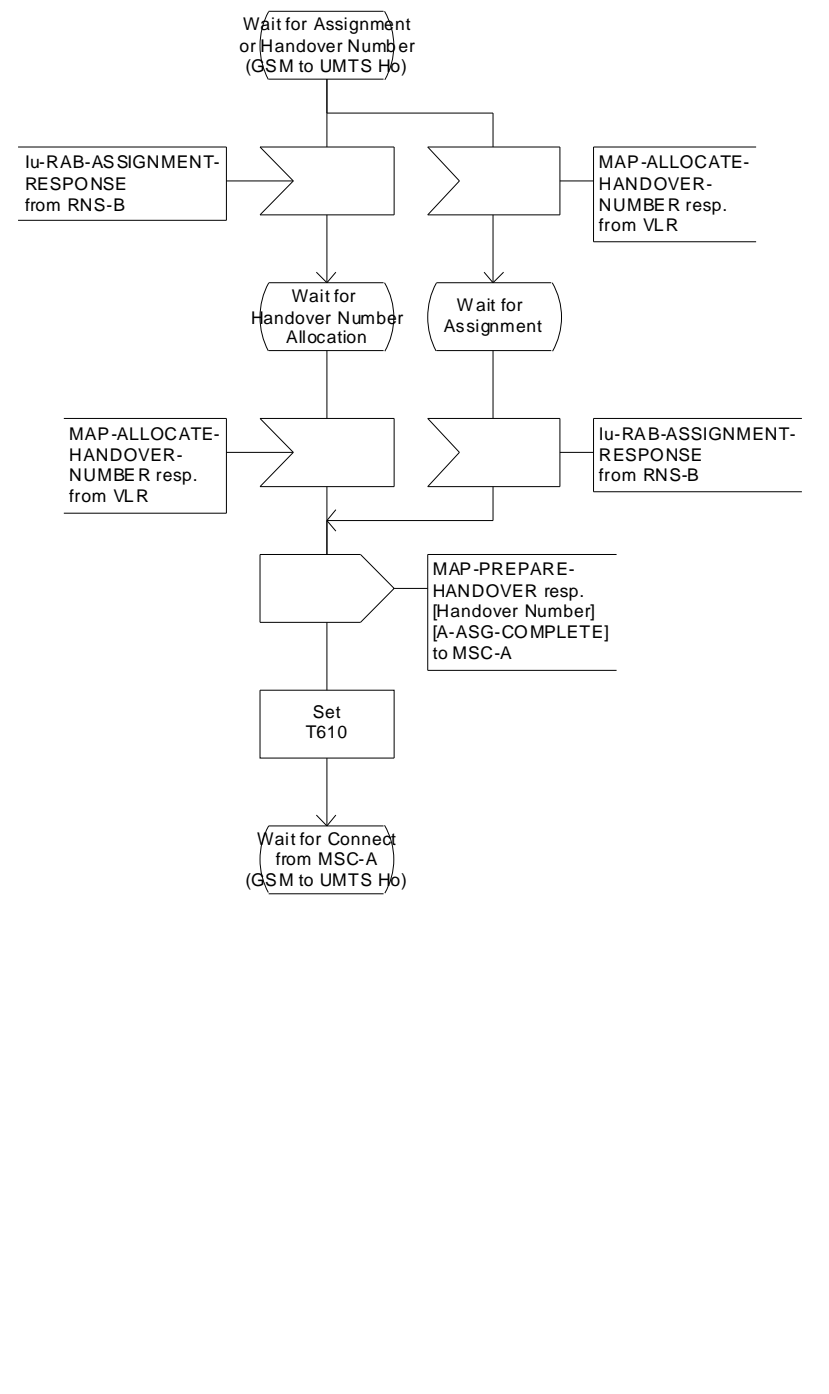 Wait for Assignment
or Handover Number
(GSM to UMTS Ho)
Iu-RAB-ASSIGNMENT-
RESPONSE
from RNS-B
MAP-ALLOCATE-
HANDOVER-
NUMBER resp.
from VLR
Wait for
Handover Number
Allocation
Wait for
Assignment
MAP-ALLOCATE-
HANDOVER-
NUMBER resp.
from VLR
Iu-RAB-ASSIGNMENT-
RESPONSE
from RNS-B
MAP-PREPARE-
HANDOVER resp.
[Handover Number]
[A-ASG-COMPLETE]
to MSC-A
Set
T610
Wait for Connect
from MSC-A
(GSM to UMTS Ho)